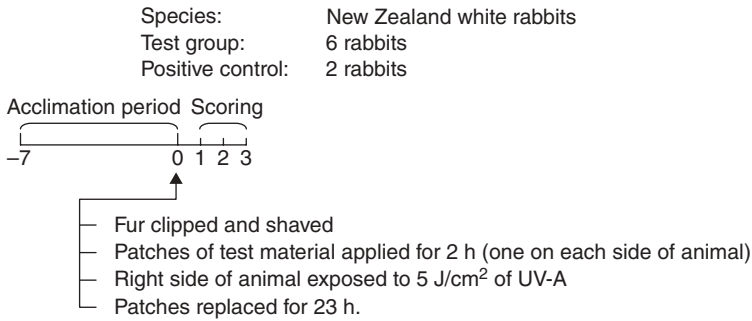 Species: New Zealand white rabbits
Test group: 6 rabbits
Positive control: 2 rabbits
Acclimation period Scoring
–7 0 1 2 3
Fur clipped and shaved
Patches of test material applied for 2 h (one on each side of animal)
Right side of animal exposed to 5 J/cm² of UV-A
Patches replaced for 23 h.